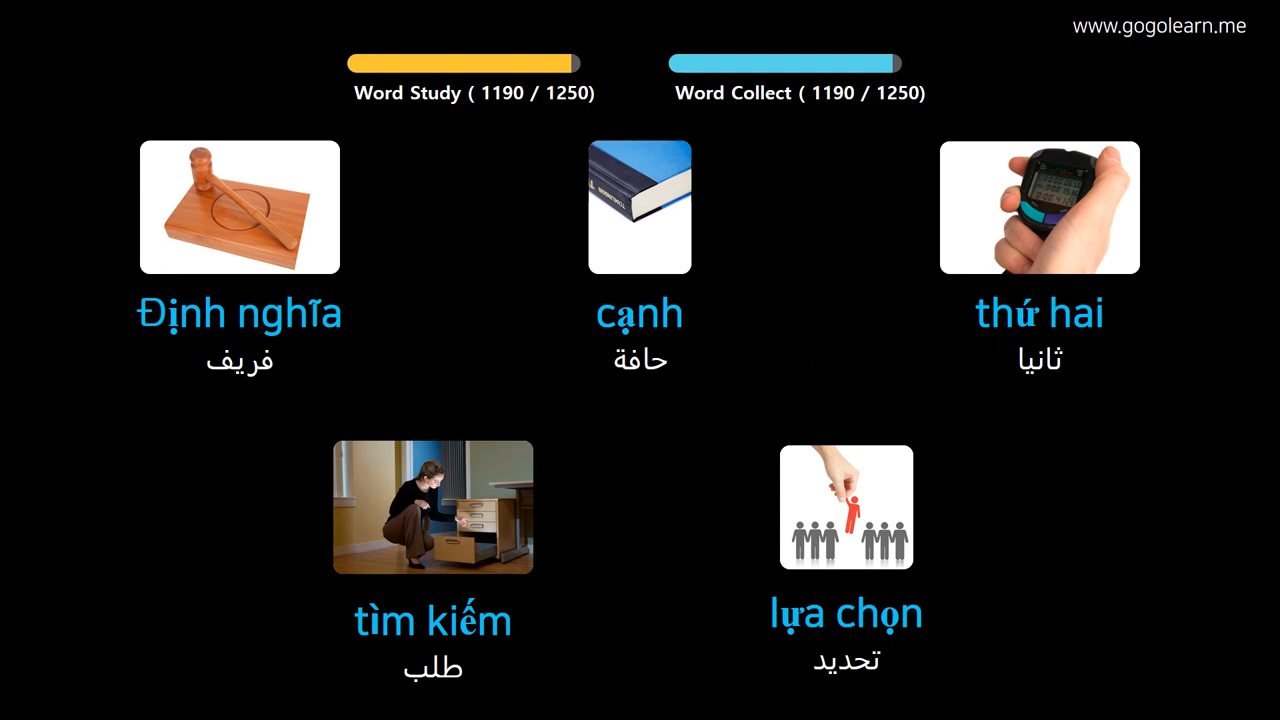 www.gogolearn.me
Word Study ( 1190 / 1250)
Word Collect ( 1190 / 1250)
Định nghĩa
فريف
cạnh
حافة
thứ hai
ثانيا
tìm kiếm
طلب
lựa chọn
تحديد